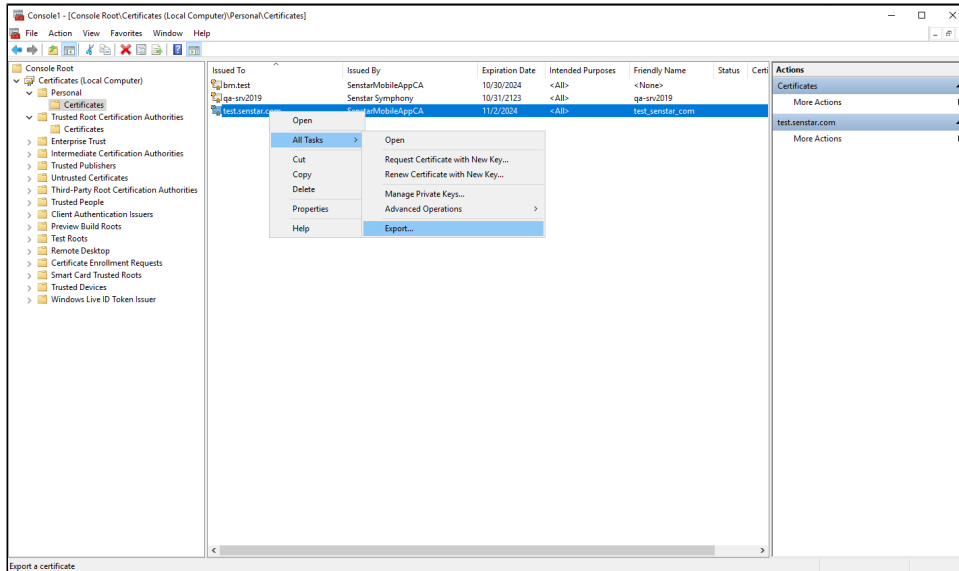 Console1 - [Console Root\Certificates (Local Computer)\Personal\Certificates]
File Action View Favorites Window Help
Console Root
Certificates (Local Computer)
Personal
Certificates
Trusted Root Certification Authorities
Certificates
Enterprise Trust
Intermediate Certification Authorities
Trusted Publishers
Untrusted Certificates
Third-Party Root Certification Authorities
Trusted People
Client Authentication Issuers
Preview Build Roots
Test Roots
Remote Desktop
Certificate Enrollment Requests
Smart Card Trusted Roots
Trusted Devices
Windows Live ID Token Issuer
Issued To Issued By Expiration Date Intended Purposes Friendly Name Status Certi
bm.test SenstarMobileAppCA 10/30/2024 <All> <None>
qa-srv2019 Senstar Symphony 10/31/2123 <All> qa-srv2019
test.senstar.com SenstarMobileAppCA 11/2/2024 <All> test_senstar_com
Open
All Tasks
Cut
Copy
Delete
Properties
Help
Open
Request Certificate with New Key...
Renew Certificate with New Key...
Manage Private Keys...
Advanced Operations
Export...
Actions
Certificates
More Actions
test.senstar.com
More Actions
Export a certificate